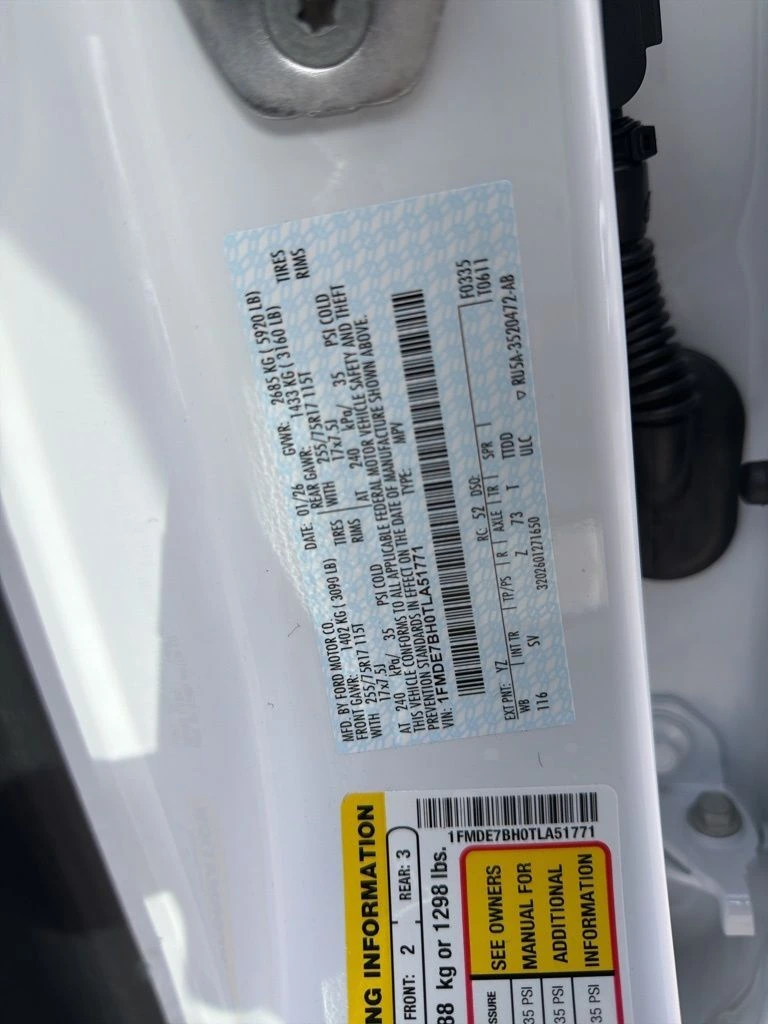 MFD. BY FORD MOTOR CO.
DATE: 01/26 GVWR: 2685 KG ( 5920 LB)
FRONT GAWR: 1402 KG ( 3090 LB)
REAR GAWR: 1433 KG ( 3160 LB)
WITH 255/75R17 115T TIRES
WITH 255/75R17 115T TIRES
17x7.5J RIMS
17x7.5J RIMS
AT 240 kPa/ 35 PSI COLD
AT 240 kPa/ 35 PSI COLD
THIS VEHICLE CONFORMS TO ALL APPLICABLE FEDERAL MOTOR VEHICLE SAFETY AND THEFT
PREVENTION STANDARDS IN EFFECT ON THE DATE OF MANUFACTURE SHOWN ABOVE.
VIN: 1FMDE7BH0TLA51771 TYPE: MPV
F0335
T0611
EXT PNT: YZ RC: 52 DSO:
WB INT TR TP/PS R AXLE TR SPR
116 SV Z 73 T TTDD
3202601271650 ULC ▽ RU5A-3520472-AB
NG INFORMATION
FRONT: 2 REAR: 3
88 kg or 1298 lbs.
1FMDE7BH0TLA51771
SEE OWNERS
MANUAL FOR
ADDITIONAL
INFORMATION
SSURE
35 PSI
35 PSI
35 PSI